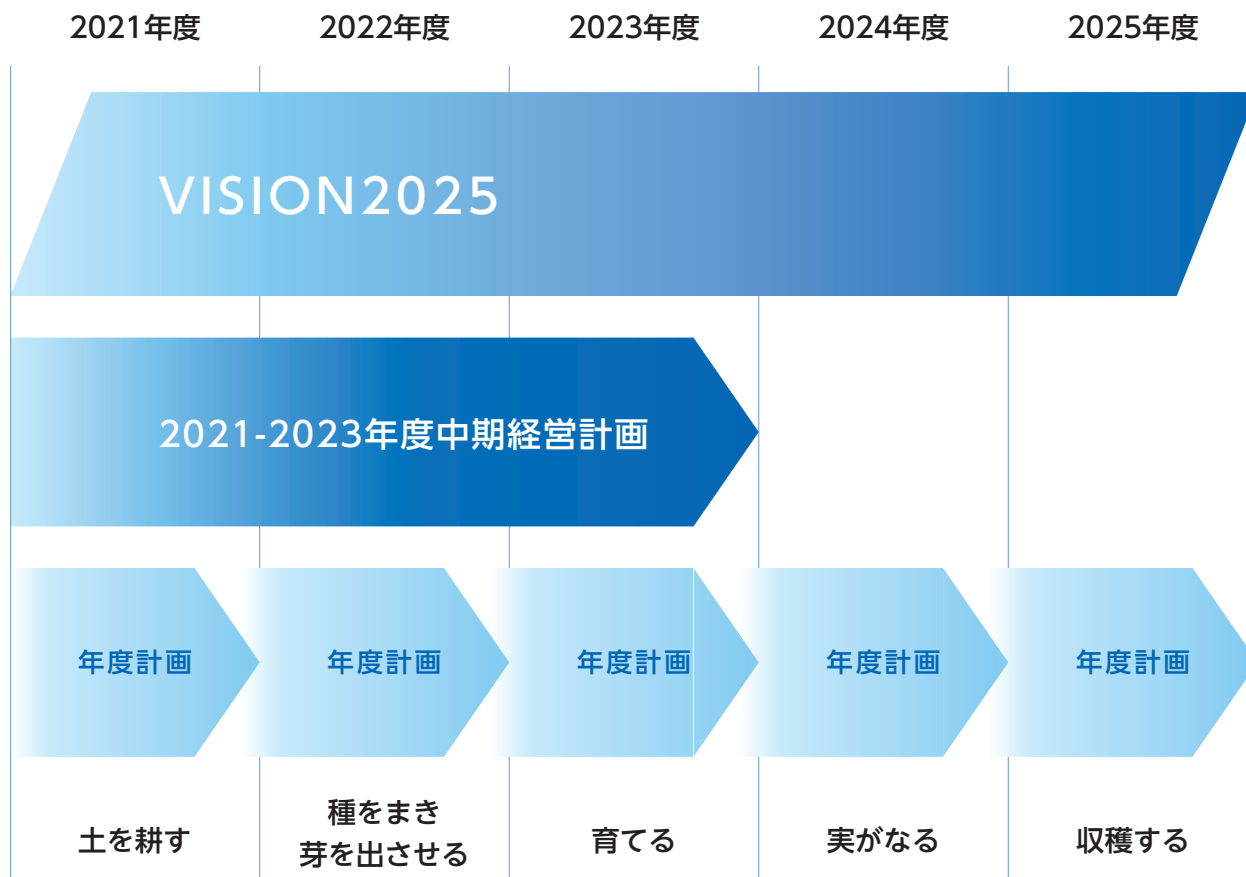 2021年度
2022年度
2023年度
2024年度
2025年度
VISION2025
2021-2023年度中期経営計画
年度計画
年度計画
年度計画
年度計画
年度計画
土を耕す
種をまき
芽を出させる
育てる
実がなる
収穫する